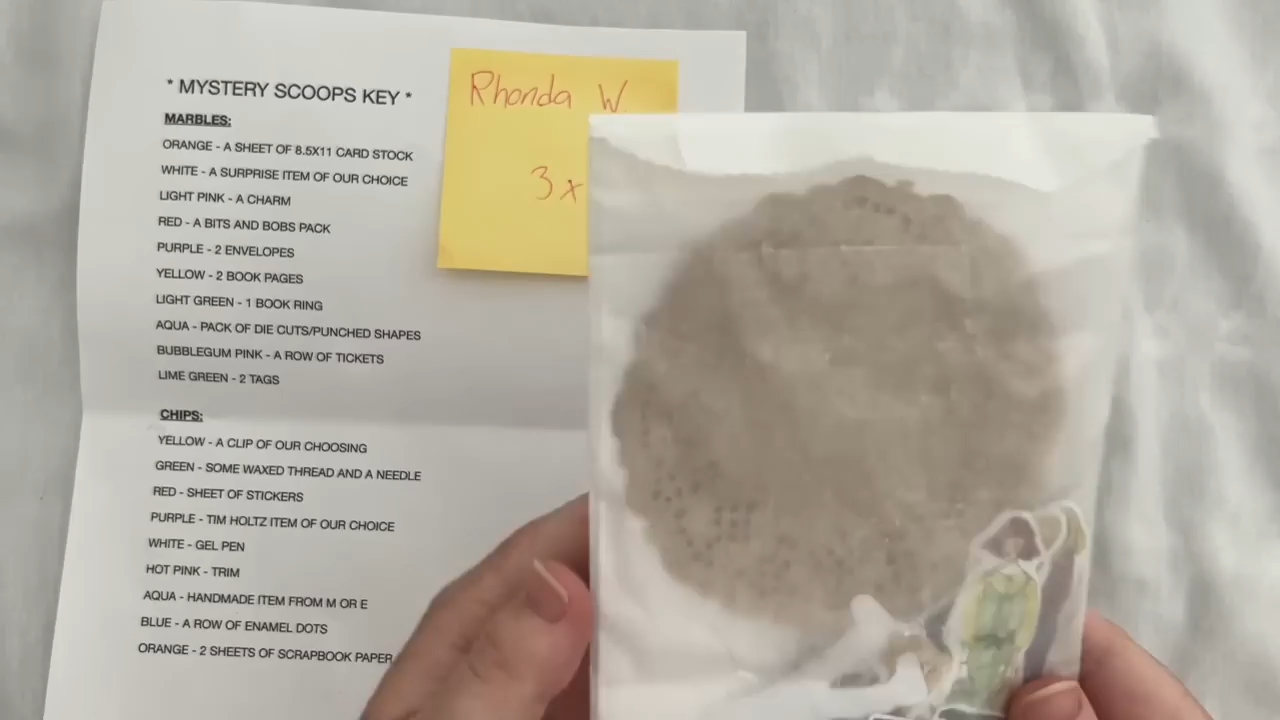 * MYSTERY SCOOPS KEY *
MARBLES:
ORANGE - A SHEET OF 8.5X11 CARD STOCK
WHITE - A SURPRISE ITEM OF OUR CHOICE
LIGHT PINK - A CHARM
RED - A BITS AND BOBS PACK
PURPLE - 2 ENVELOPES
YELLOW - 2 BOOK PAGES
LIGHT GREEN - 1 BOOK RING
AQUA - PACK OF DIE CUTS/PUNCHED SHAPES
BUBBLEGUM PINK - A ROW OF TICKETS
LIME GREEN - 2 TAGS
CHIPS:
YELLOW - A CLIP OF OUR CHOOSING
GREEN - SOME WAXED THREAD AND A NEEDLE
RED - SHEET OF STICKERS
PURPLE - TIM HOLTZ ITEM OF OUR CHOICE
WHITE - GEL PEN
HOT PINK - TRIM
AQUA - HANDMADE ITEM FROM M OR E
BLUE - A ROW OF ENAMEL DOTS
ORANGE - 2 SHEETS OF SCRAPBOOK PAPER
Rhonda W
3x